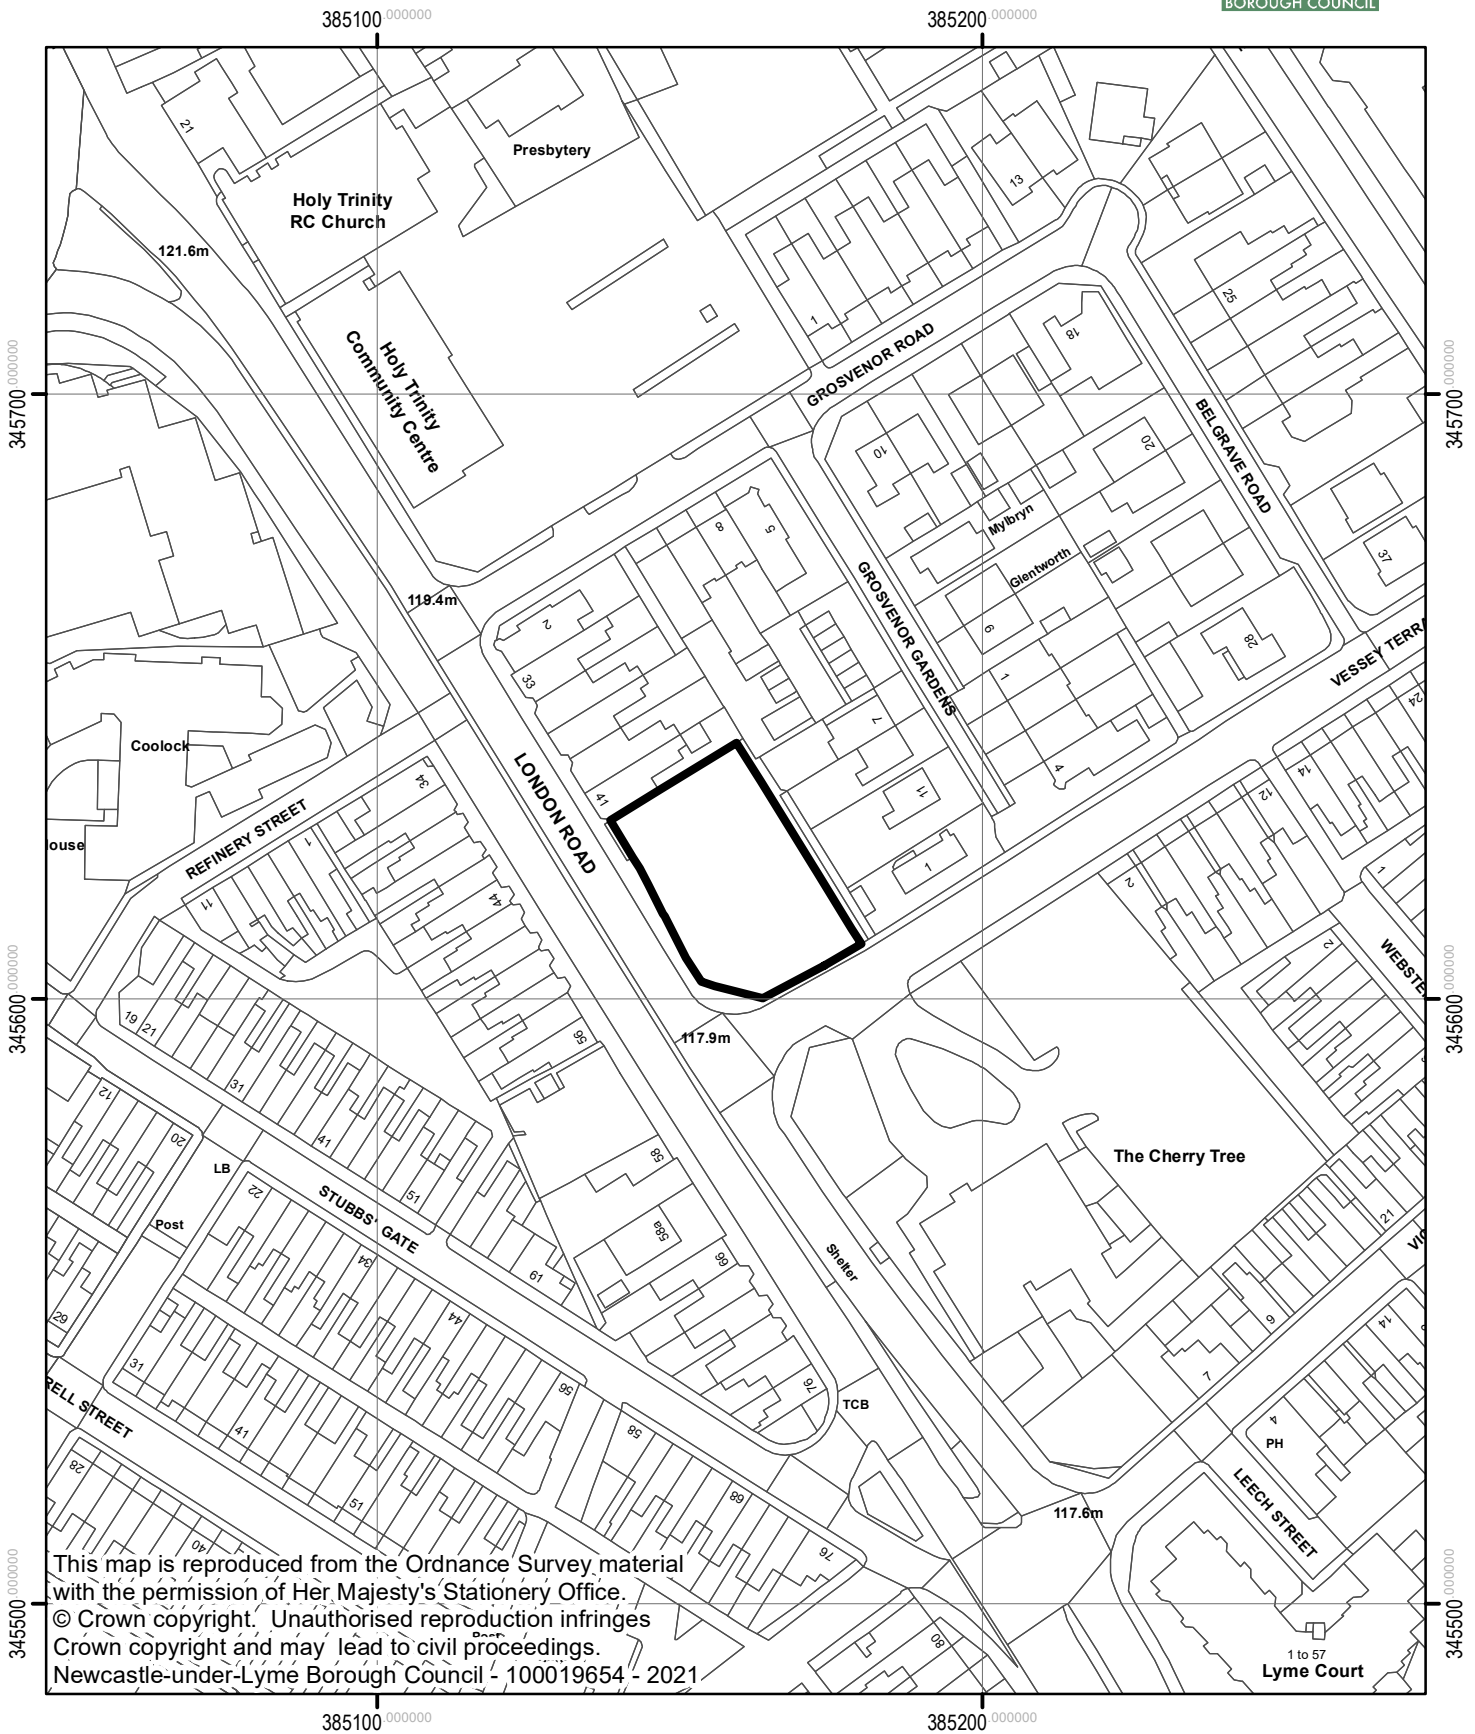 BOROUGH COUNCIL
385100.000000
385200.000000
21
Presbytery
Holy Trinity
RC Church
13
121.6m
25
1
18
Holy Trinity
Community Centre
GROSVENOR ROAD
345700.000000
345700.000000
BELGRAVE ROAD
10
20
8
5
Mylbryn
Glentworth
37
119.4m
2
GROSVENOR GARDENS
6
28
VESSEY TERRA
33
1
7
24
Coolock
LONDON ROAD
34
4
14
41
11
12
REFINERY STREET
louse
1
1
2
1
11
44
2
WEBSTE
345600.000000
345600.000000
19
21
56
117.9m
31
12
20
41
58
The Cherry Tree
LB
22
51
STUBBS' GATE
Post
58a
21
VIC
34
61
66
Shelter
29
44
6
14
31
56
76
7
RELL STREET
TCB
4
41
58
PH
28
51
68
LEECH STREET
117.6m
40
76
This map is reproduced from the Ordnance Survey material
with the permission of Her Majesty's Stationery Office.
© Crown copyright. Unauthorised reproduction infringes
Crown copyright and may lead to civil proceedings.
Newcastle-under-Lyme Borough Council - 100019654 - 2021
345500.000000
345500.000000
80
1 to 57
Lyme Court
385100.000000
385200.000000